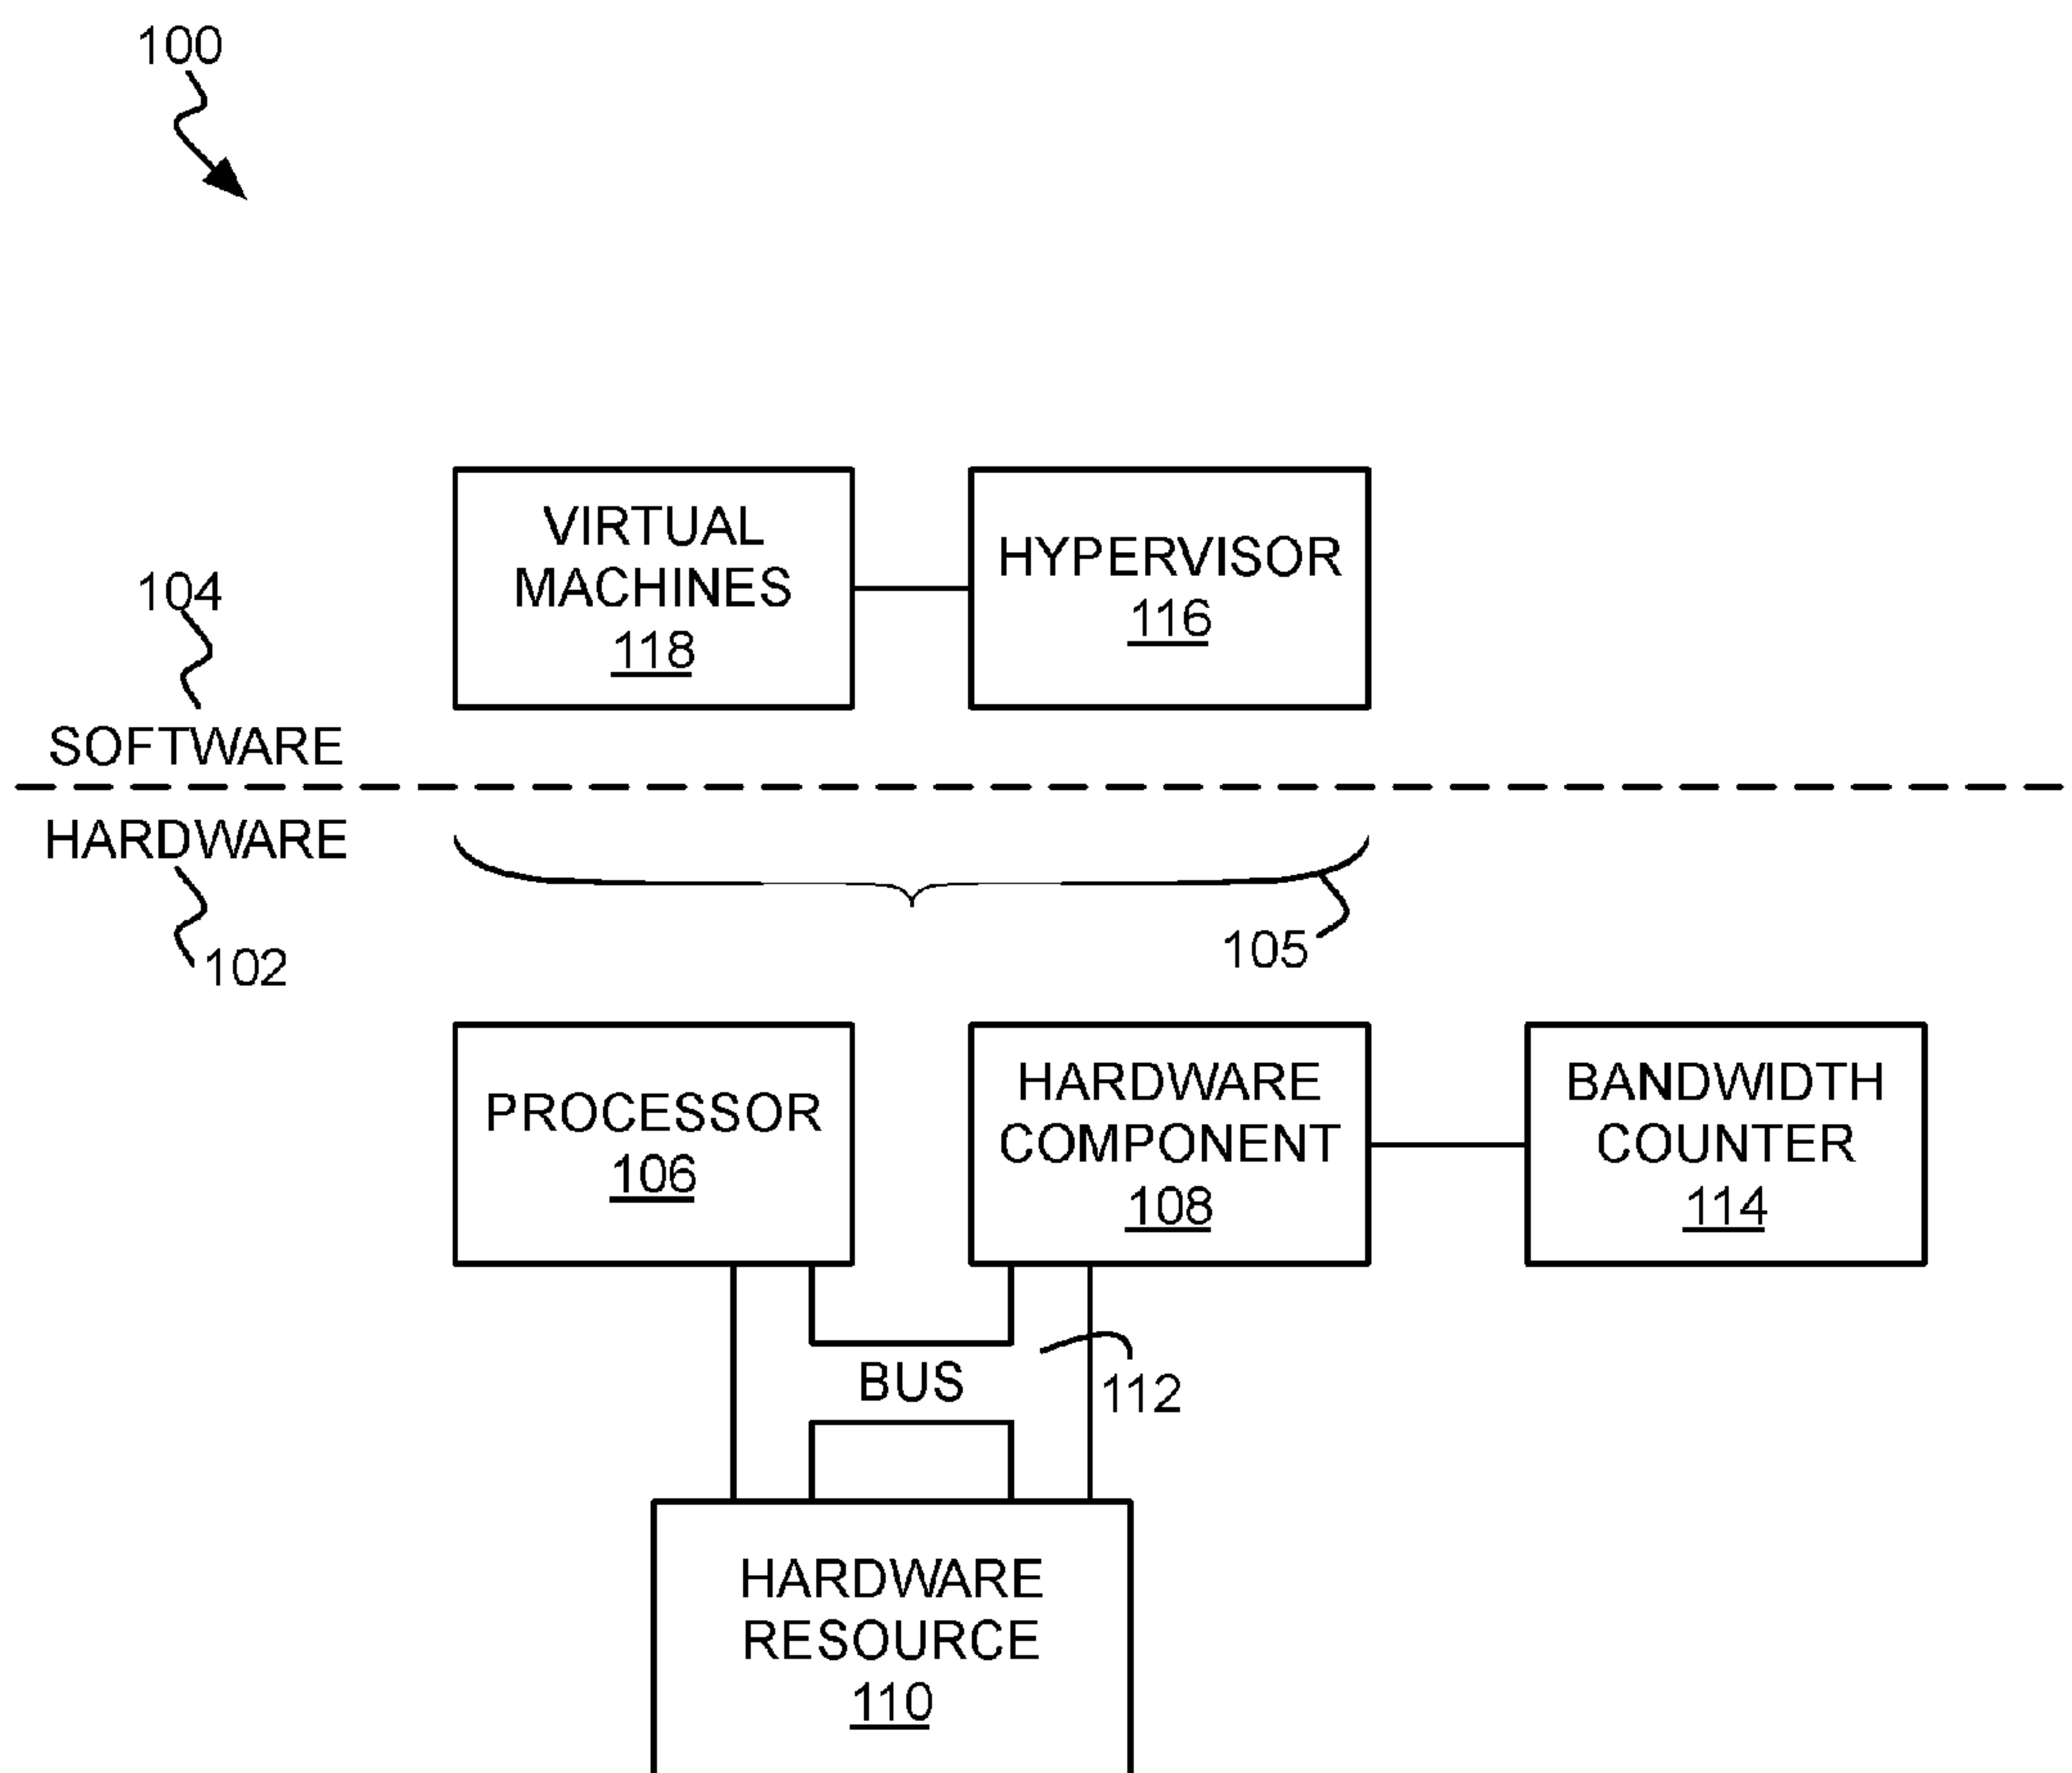 100
VIRTUAL
MACHINES
118
HYPERVISOR
116
104
SOFTWARE
HARDWARE
102
105
PROCESSOR
106
HARDWARE
COMPONENT
108
BANDWIDTH
COUNTER
114
BUS
112
HARDWARE
RESOURCE
110